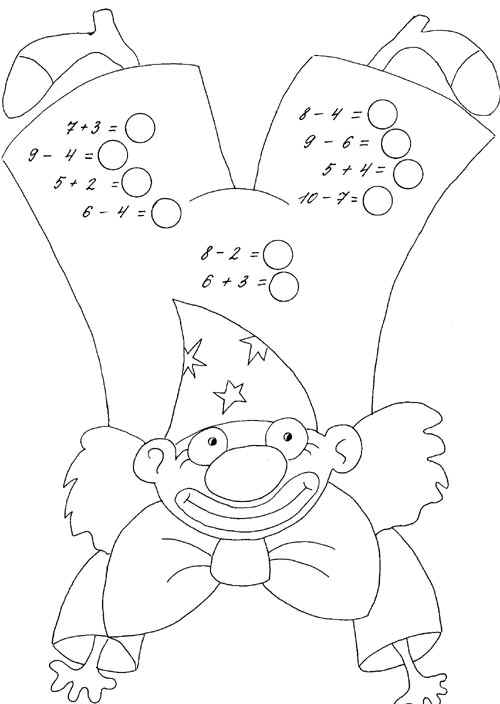 7+3 =
9 - 4 =
5 + 2 =
6 - 4 =
8 - 4 =
9 - 6 =
5 + 4 =
10 - 7 =
8 - 2 =
6 + 3 =